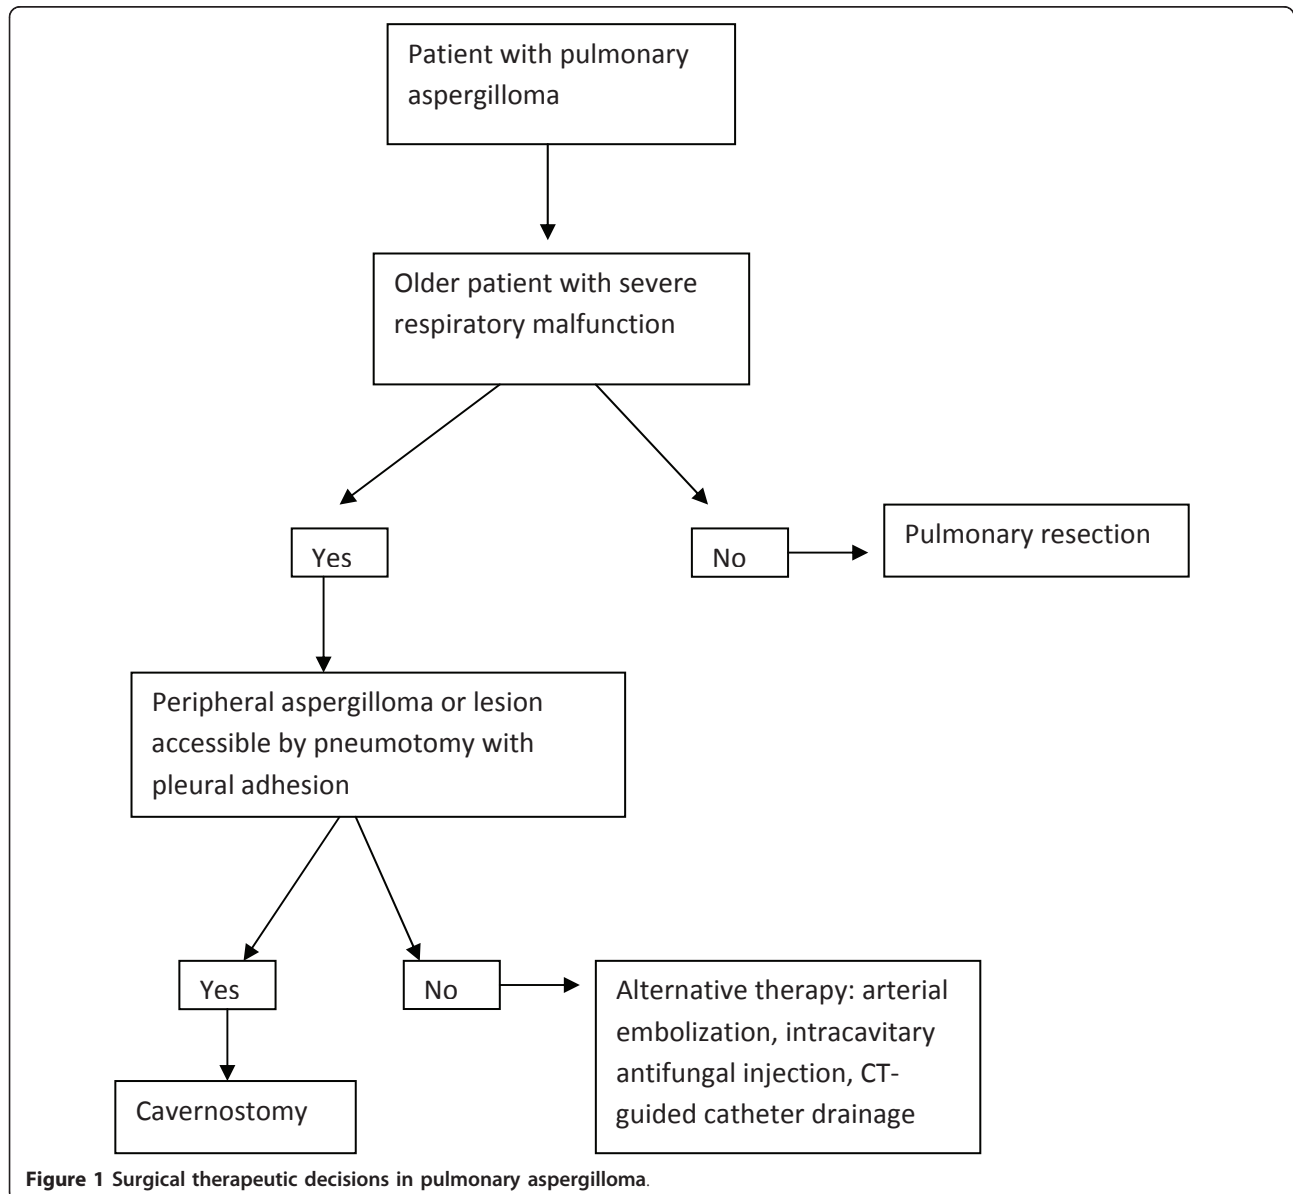 Patient with pulmonary
aspergilloma
Older patient with severe
respiratory malfunction
Yes
No
Pulmonary resection
Peripheral aspergilloma or lesion
accessible by pneumotomy with
pleural adhesion
Yes
No
Alternative therapy: arterial
embolization, intracavitary
antifungal injection, CT-
guided catheter drainage
Cavernostomy
Figure 1 Surgical therapeutic decisions in pulmonary aspergilloma.